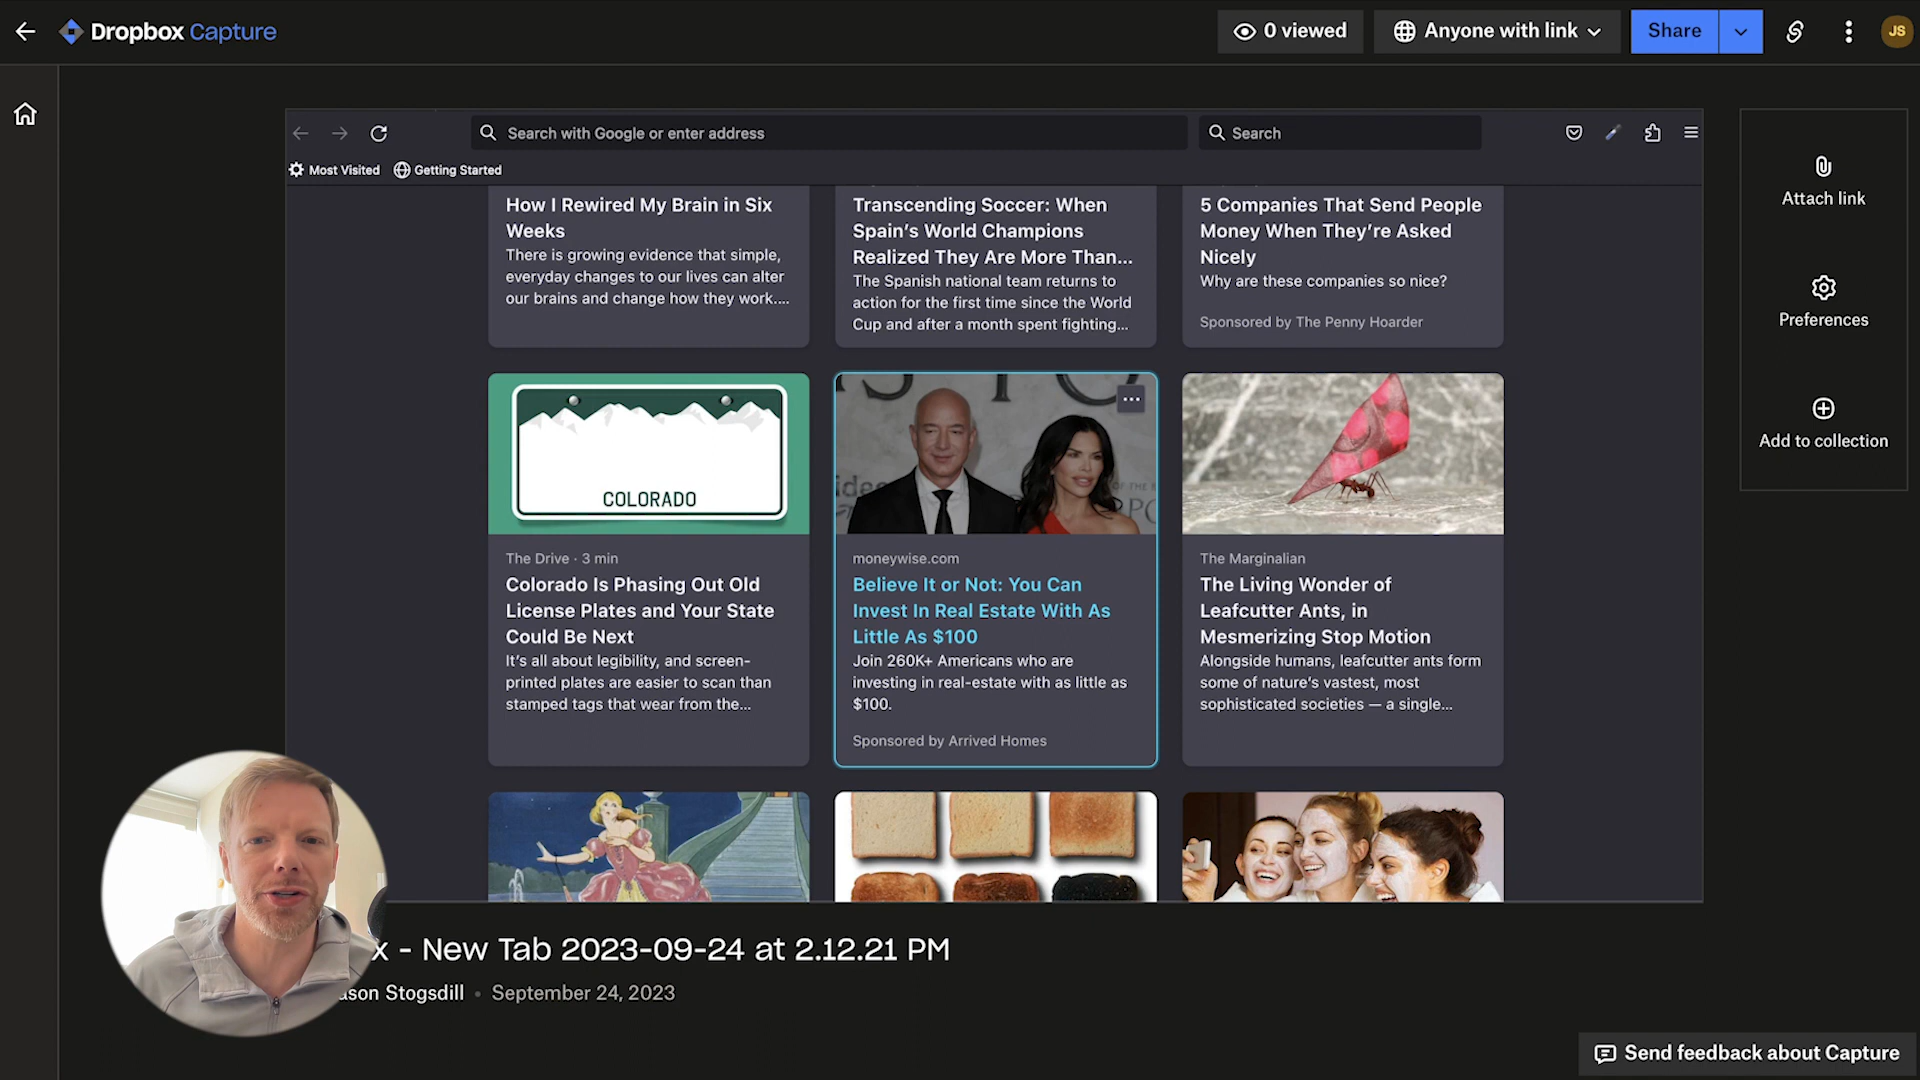 Dropbox Capture
0 viewed
Anyone with link
Share
JS
Search with Google or enter address
Search
Most Visited
Getting Started
How I Rewired My Brain in Six
Weeks
There is growing evidence that simple,
everyday changes to our lives can alter
our brains and change how they work....
Transcending Soccer: When
Spain's World Champions
Realized They Are More Than...
The Spanish national team returns to
action for the first time since the World
Cup and after a month spent fighting...
5 Companies That Send People
Money When They're Asked
Nicely
Why are these companies so nice?
Sponsored by The Penny Hoarder
Attach link
Preferences
Add to collection
COLORADO
The Drive · 3 min
Colorado Is Phasing Out Old
License Plates and Your State
Could Be Next
It's all about legibility, and screen-
printed plates are easier to scan than
stamped tags that wear from the...
moneywise.com
Believe It or Not: You Can
Invest In Real Estate With As
Little As $100
Join 260K+ Americans who are
investing in real-estate with as little as
$100.
Sponsored by Arrived Homes
The Marginalian
The Living Wonder of
Leafcutter Ants, in
Mesmerizing Stop Motion
Alongside humans, leafcutter ants form
some of nature's vastest, most
sophisticated societies — a single...
x - New Tab 2023-09-24 at 2.12.21 PM
ason Stogsdill • September 24, 2023
Send feedback about Capture